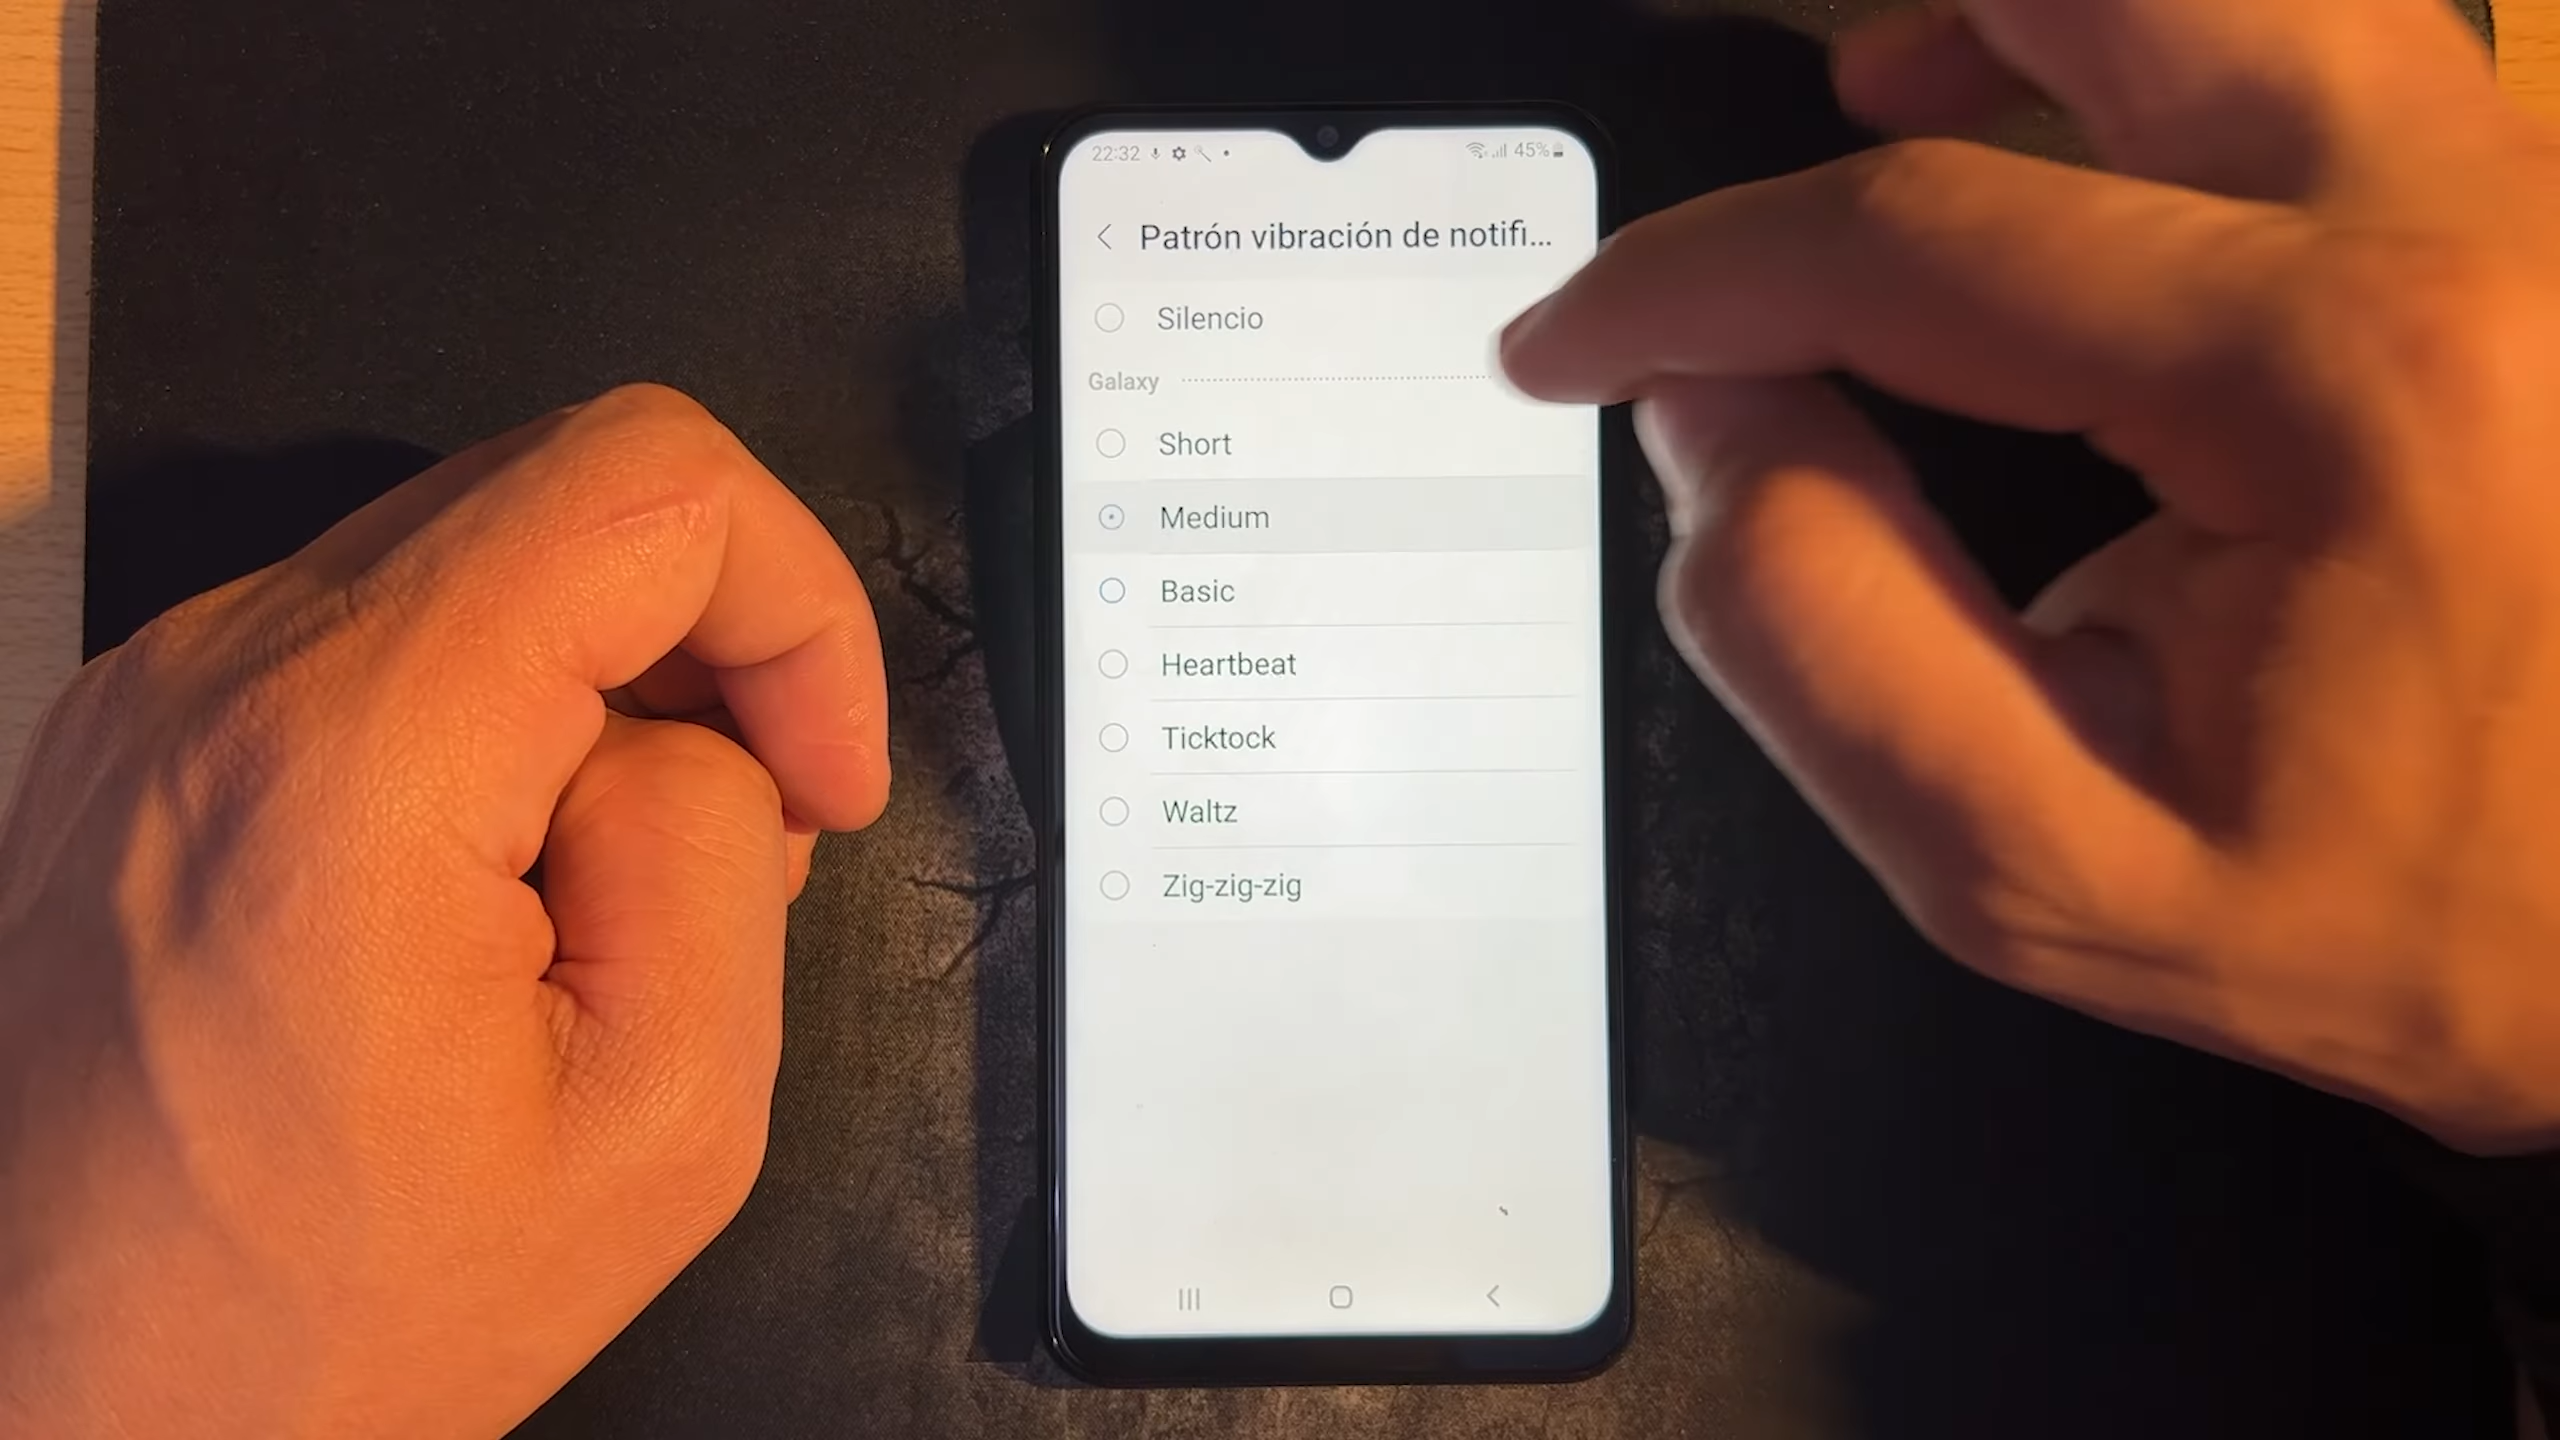 22:32
45%
Patrón vibración de notifi...
Silencio
Galaxy
Short
Medium
Basic
Heartbeat
Ticktock
Waltz
Zig-zig-zig